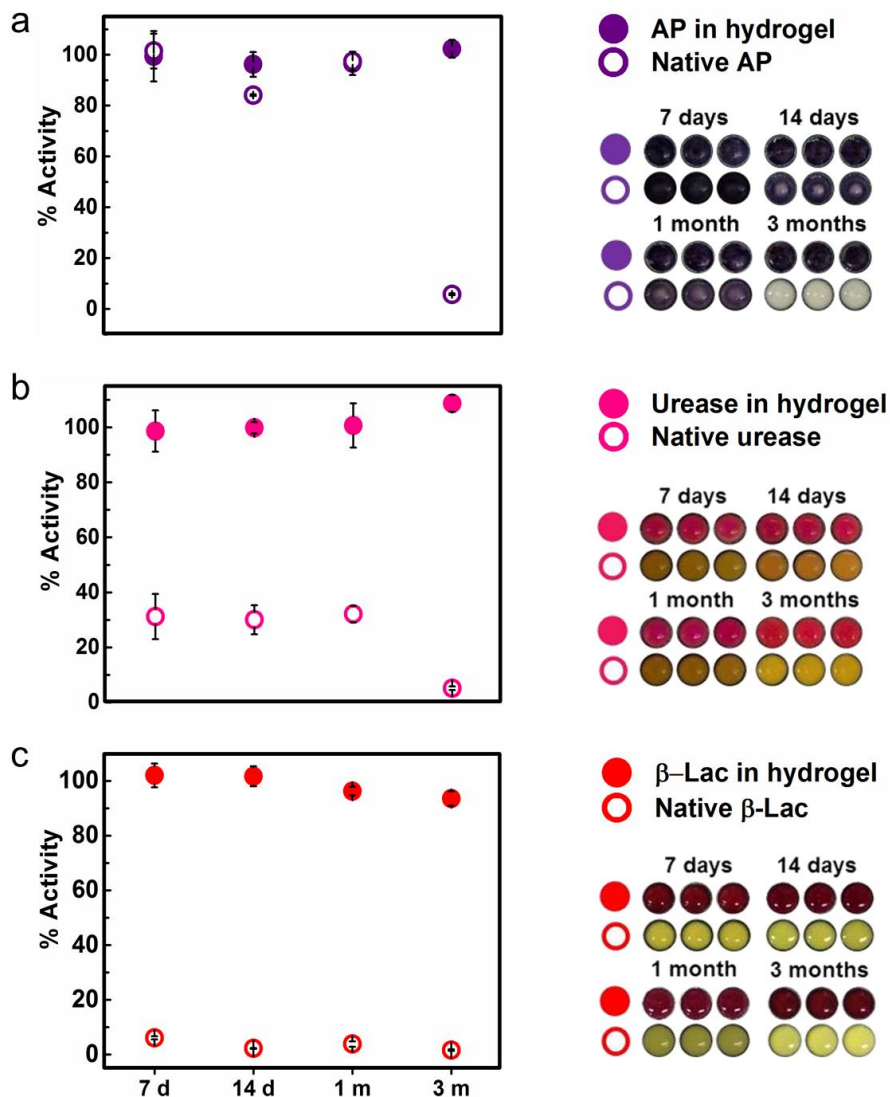 a
% Activity
100
80
60
40
20
0
AP in hydrogel
Native AP
7 days 14 days
1 month 3 months
b
% Activity
100
80
60
40
20
0
Urease in hydrogel
Native urease
7 days 14 days
1 month 3 months
c
% Activity
100
80
60
40
20
0
7 d 14 d 1 m 3 m
β–Lac in hydrogel
Native β-Lac
7 days 14 days
1 month 3 months